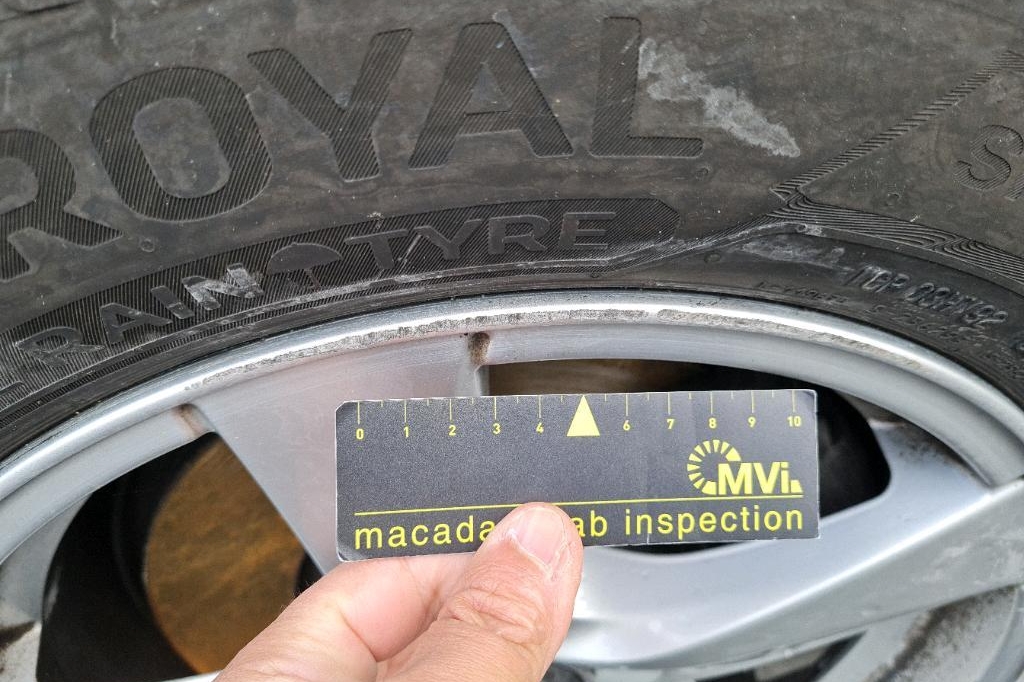 ROYAL
RAIN TYRE
0 1 2 3 4 6 7 8 9 10
MVi
macada ab inspection